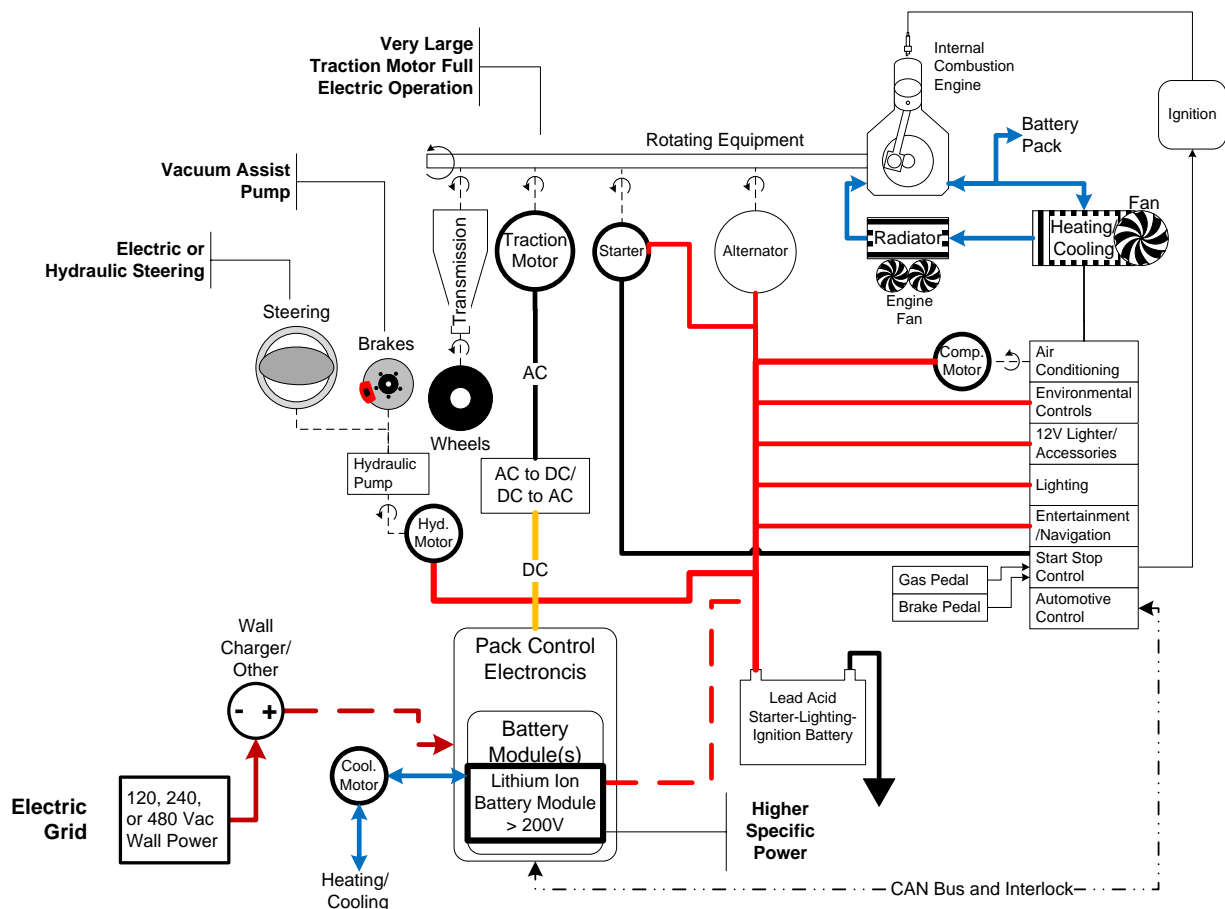 Very Large
Traction Motor Full
Electric Operation
Internal
Combustion
Engine
Ignition
Rotating Equipment
Battery
Pack
Vacuum Assist
Pump
Fan
Electric or
Hydraulic Steering
Transmission
Traction
Motor
Starter
Alternator
Radiator
Heating/
Cooling
Engine
Fan
Steering
Brakes
Comp.
Motor
Air
Conditioning
AC
Environmental
Controls
Wheels
12V Lighter/
Accessories
Hydraulic
Pump
AC to DC/
DC to AC
Lighting
Hyd.
Motor
Entertainment
/Navigation
DC
Start Stop
Control
Gas Pedal
Brake Pedal
Automotive
Control
Wall
Charger/
Other
Pack Control
Electroncis
- +
Lead Acid
Starter-Lighting-
Ignition Battery
Battery
Module(s)
Cool.
Motor
Lithium Ion
Battery Module
> 200V
Electric
Grid
120, 240,
or 480 Vac
Wall Power
Higher
Specific
Power
Heating/
Cooling
CAN Bus and Interlock